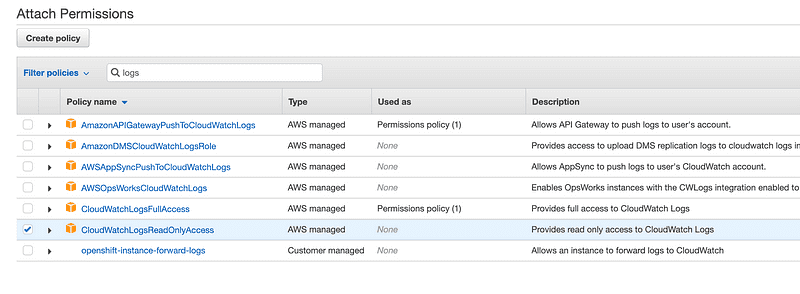 Attach Permissions
Create policy
Filter policies logs
Policy name Type Used as Description
AmazonAPIGatewayPushToCloudWatchLogs AWS managed Permissions policy (1) Allows API Gateway to push logs to user's account.
AmazonDMSCloudWatchLogsRole AWS managed None Provides access to upload DMS replication logs to cloudwatch logs in
AWSAppSyncPushToCloudWatchLogs AWS managed None Allows AppSync to push logs to user's CloudWatch account.
AWSOpsWorksCloudWatchLogs AWS managed None Enables OpsWorks instances with the CWLogs integration enabled to
CloudWatchLogsFullAccess AWS managed Permissions policy (1) Provides full access to CloudWatch Logs
CloudWatchLogsReadOnlyAccess AWS managed None Provides read only access to CloudWatch Logs
openshift-instance-forward-logs Customer managed None Allows an instance to forward logs to CloudWatch